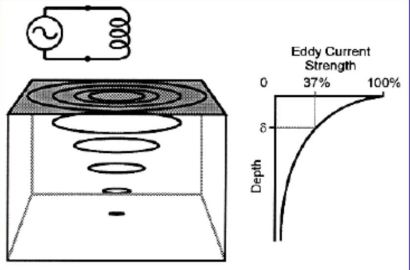 Eddy Current
Strength
0 37% 100%
δ
Depth